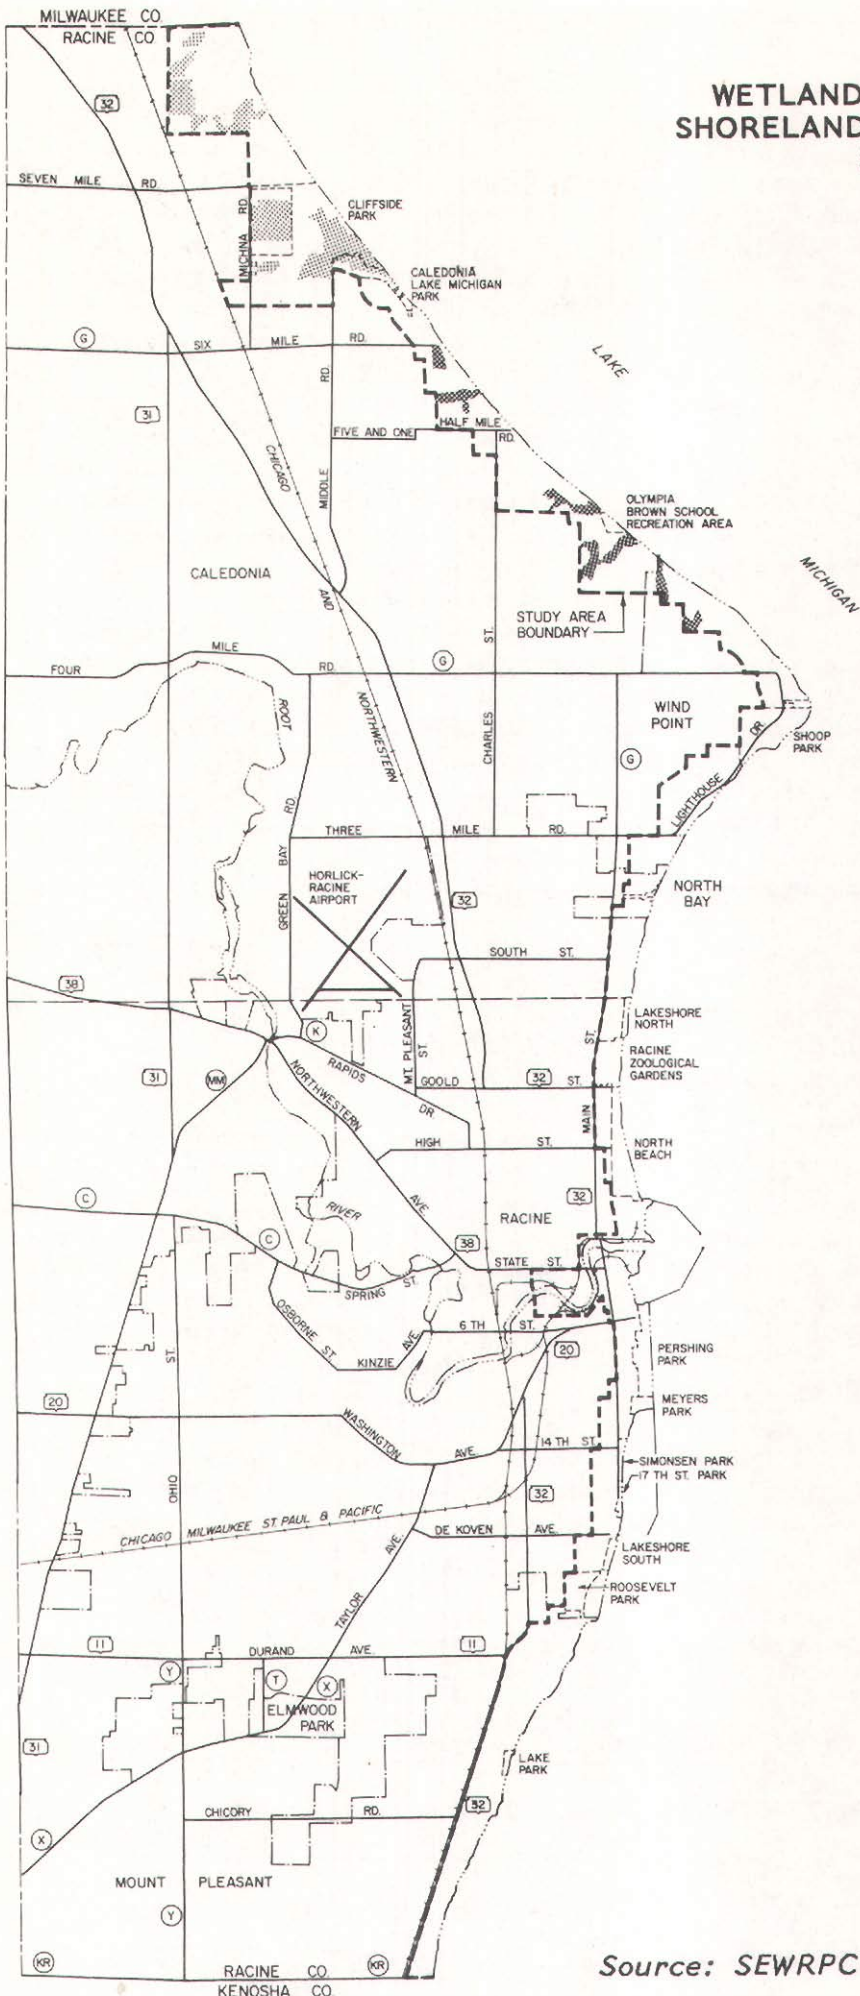 MILWAUKEE CO.
RACINE CO
WETLAND
SHORELAND
32
SEVEN MILE RD.
MICHNA RD.
CLIFFSIDE
PARK
CALEDONIA
LAKE MICHIGAN
PARK
G
SIX MILE RD.
LAKE
31
CHICAGO AND NORTHWESTERN
MIDDLE RD.
FIVE AND ONE HALF MILE RD.
OLYMPIA
BROWN SCHOOL
RECREATION AREA
MICHIGAN
CALEDONIA
STUDY AREA
BOUNDARY
CHARLES ST.
FOUR MILE RD.
G
ROOT
WIND
POINT
SHOOP
PARK
G
LIGHTHOUSE DR.
THREE MILE RD.
GREEN BAY RD.
HORLICK-
RACINE
AIRPORT
NORTH
BAY
32
SOUTH ST.
38
LAKESHORE
NORTH
K
MT. PLEASANT ST.
RACINE
ZOOLOGICAL
GARDENS
31
MM
RAPIDS DR.
GOOLD ST.
32
MAIN ST.
NORTHWESTERN AVE.
HIGH ST.
NORTH
BEACH
C
RIVER
RACINE
32
C
38
STATE ST.
SPRING ST.
OSBORNE ST.
KINZIE AVE.
6 TH ST.
20
PERSHING
PARK
20
MEYERS
PARK
WASHINGTON AVE.
14 TH ST.
SIMONSEN PARK
17 TH ST. PARK
OHIO ST.
32
CHICAGO MILWAUKEE ST. PAUL & PACIFIC
DE KOVEN AVE.
LAKESHORE
SOUTH
TAYLOR AVE.
ROOSEVELT
PARK
11
DURAND AVE.
11
Y
T
X
ELMWOOD
PARK
31
LAKE
PARK
32
CHICORY RD.
X
MOUNT PLEASANT
Y
KR
RACINE CO.
KR
KENOSHA CO.
Source: SEWRPC